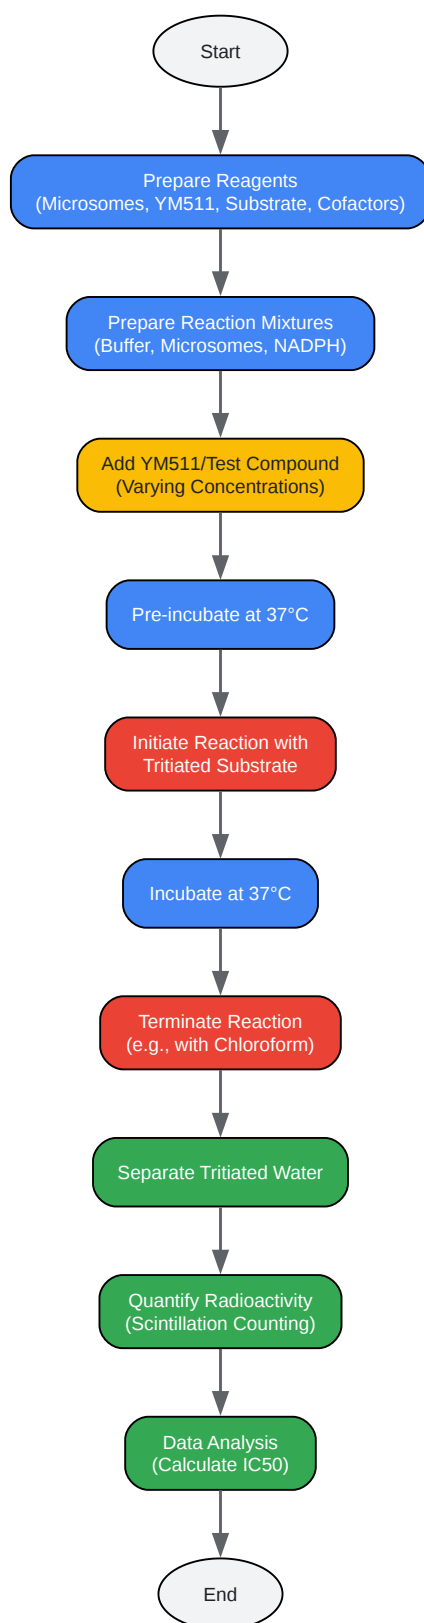 Start
Prepare Reagents
(Microsomes, YM511, Substrate, Cofactors)
Prepare Reaction Mixtures
(Buffer, Microsomes, NADPH)
Add YM511/Test Compound
(Varying Concentrations)
Pre-incubate at 37°C
Initiate Reaction with
Tritiated Substrate
Incubate at 37°C
Terminate Reaction
(e.g., with Chloroform)
Separate Tritiated Water
Quantify Radioactivity
(Scintillation Counting)
Data Analysis
(Calculate IC50)
End